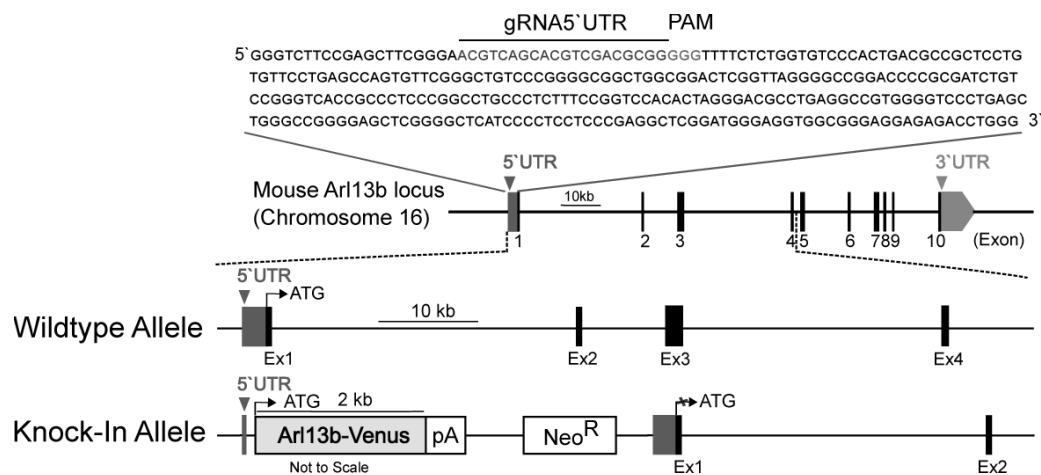 gRNA5`UTR PAM
5` GGGTCTTCCGAGCTTCGGGAACGTCAGCACGTCGACGCGGGGGTTTTCTCTGGTGTCCCACTGACGCCGCTCCTG
TGTTCCTGAGCCAGTGTTCGGGCTGTCCCGGGGCGGCTGGCGGACTCGGTTAGGGGCCGGACCCCGCGATCTGT
CCGGGTCACCGCCCTCCCGGCCTGCCCTCTTTCCGGTCCACACTAGGGACGCCTGAGGCCGTGGGGTCCCTGAGC
TGGGCCGGGGAGCTCGGGGCTCATCCCCTCCTCCCGAGGCTCGGATGGGAGGTGGCGGGAGGAGAGACCTGGG 3`
5`UTR 3`UTR
Mouse Arl13b locus 10kb
(Chromosome 16)
1 2 3 4 5 6 7 8 9 10 (Exon)
5`UTR
ATG 10 kb
Wildtype Allele
Ex1 Ex2 Ex3 Ex4
5`UTR
ATG 2 kb ATG
Knock-In Allele Arl13b-Venus pA Neo^R
Not to Scale Ex1 Ex2